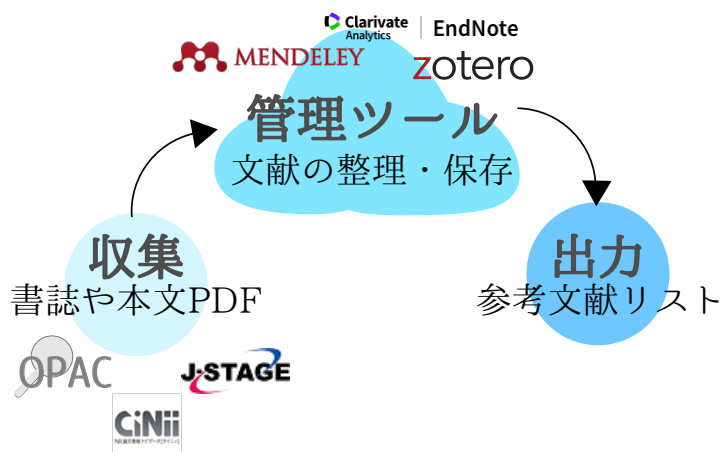 Clarivate
Analytics
EndNote
MENDELEY
zotero
管理ツール
文献の整理・保存
収集
書誌や本文PDF
出力
参考文献リスト
OPAC
J-STAGE
CiNii